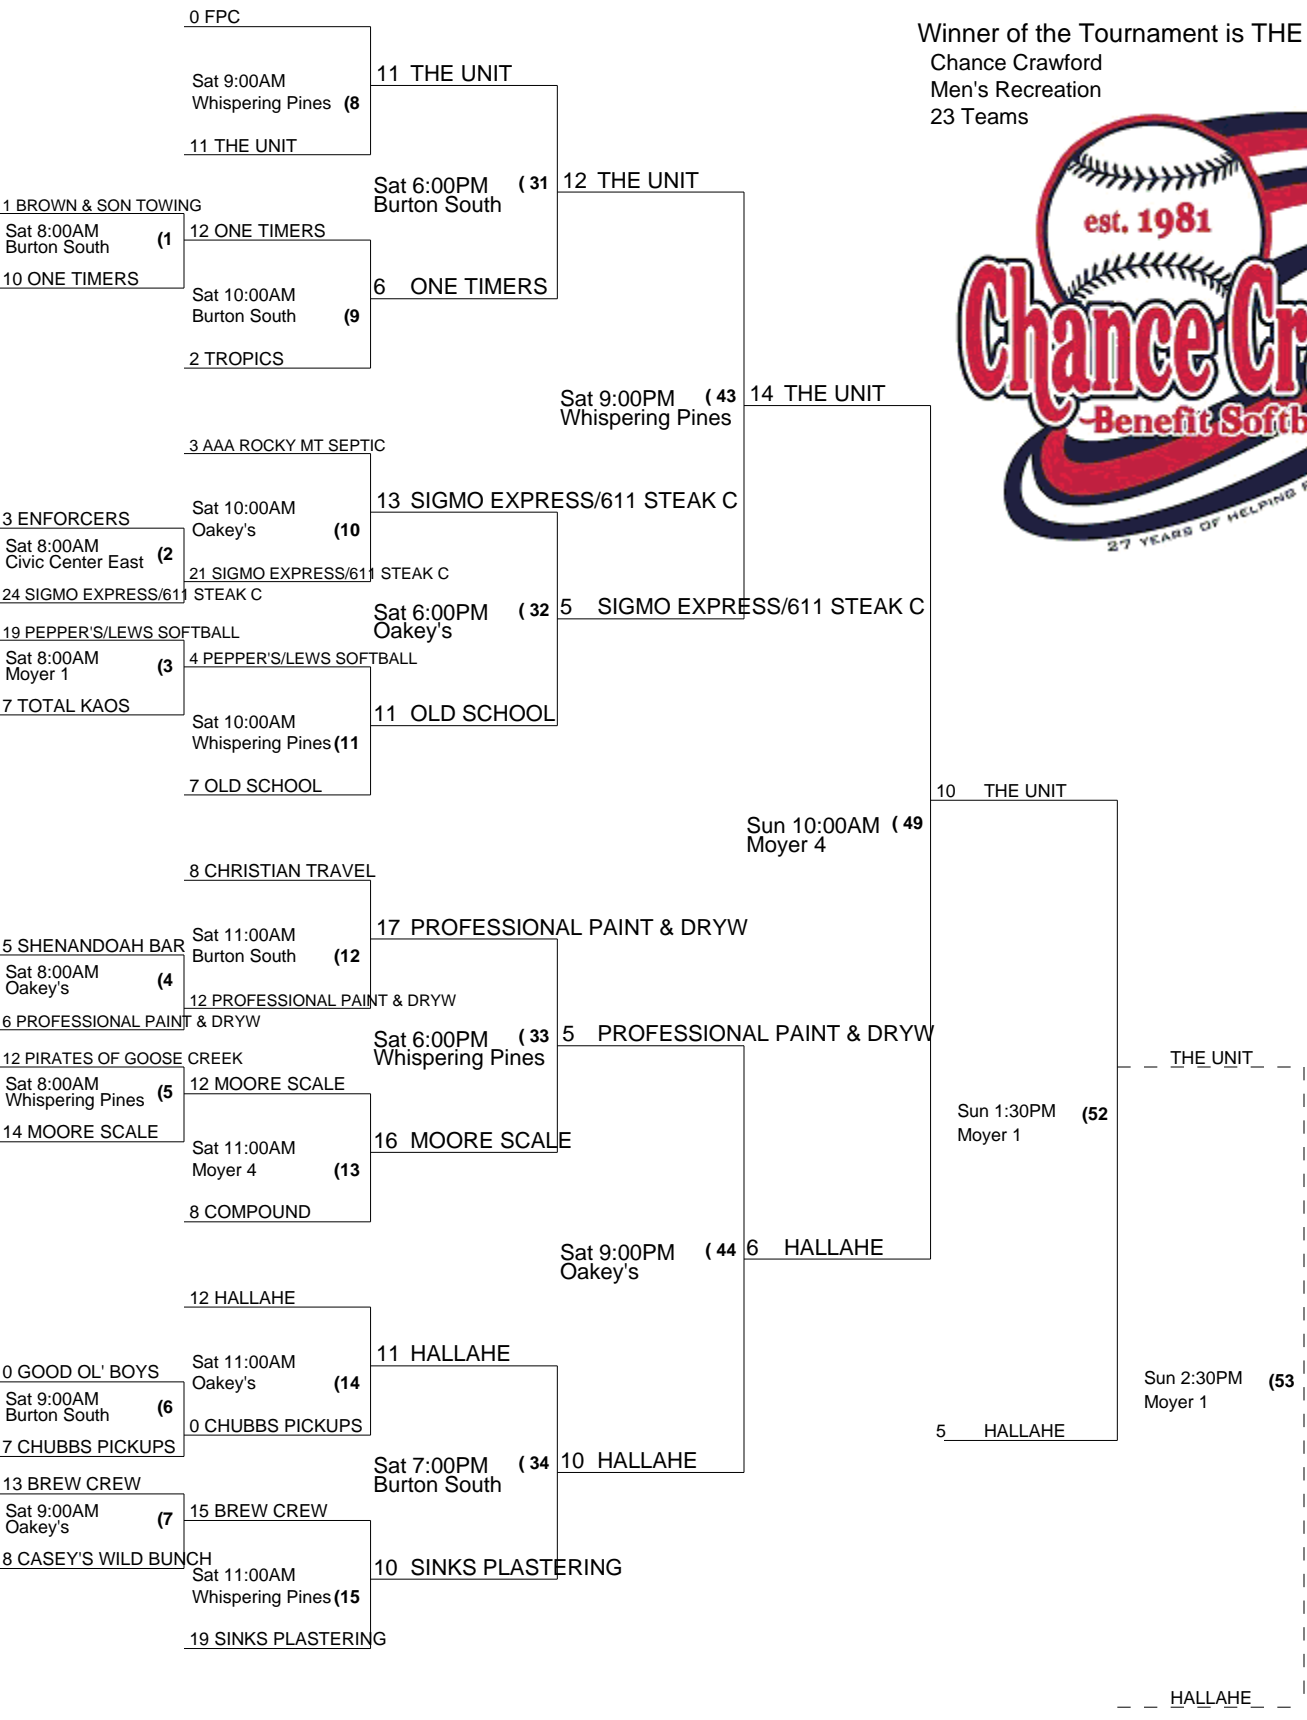 0 FPC
Winner of the Tournament is THE
Chance Crawford
Men's Recreation
23 Teams
Sat 9:00AM
Whispering Pines (8
11 THE UNIT
11 THE UNIT
est. 1981
Chance
Benefit
27 YEARS OF HELPING
Sat 6:00PM (31
Burton South
12 THE UNIT
1 BROWN & SON TOWING
Sat 8:00AM
Burton South (1
12 ONE TIMERS
10 ONE TIMERS
Sat 10:00AM
Burton South (9
6 ONE TIMERS
2 TROPICS
Sat 9:00PM (43
Whispering Pines
14 THE UNIT
3 AAA ROCKY MT SEPTIC
Sat 10:00AM
Oakey's (10
13 SIGMO EXPRESS/611 STEAK C
3 ENFORCERS
Sat 8:00AM
Civic Center East (2
21 SIGMO EXPRESS/611 STEAK C
24 SIGMO EXPRESS/611 STEAK C
Sat 6:00PM (32
Oakey's
5 SIGMO EXPRESS/611 STEAK C
19 PEPPER'S/LEWS SOFTBALL
Sat 8:00AM
Moyer 1 (3
4 PEPPER'S/LEWS SOFTBALL
7 TOTAL KAOS
Sat 10:00AM
Whispering Pines (11
11 OLD SCHOOL
7 OLD SCHOOL
10 THE UNIT
Sun 10:00AM (49
Moyer 4
8 CHRISTIAN TRAVEL
Sat 11:00AM
Burton South (12
17 PROFESSIONAL PAINT & DRYW
5 SHENANDOAH BAR
Sat 8:00AM
Oakey's (4
12 PROFESSIONAL PAINT & DRYW
6 PROFESSIONAL PAINT & DRYW
Sat 6:00PM (33
Whispering Pines
5 PROFESSIONAL PAINT & DRYW
12 PIRATES OF GOOSE CREEK
Sat 8:00AM
Whispering Pines (5
12 MOORE SCALE
14 MOORE SCALE
Sat 11:00AM
Moyer 4 (13
16 MOORE SCALE
8 COMPOUND
THE UNIT
Sun 1:30PM (52
Moyer 1
Sat 9:00PM (44
Oakey's
6 HALLAHE
12 HALLAHE
Sat 11:00AM
Oakey's (14
11 HALLAHE
0 GOOD OL' BOYS
Sat 9:00AM
Burton South (6
0 CHUBBS PICKUPS
7 CHUBBS PICKUPS
Sun 2:30PM (53
Moyer 1
5 HALLAHE
Sat 7:00PM (34
Burton South
10 HALLAHE
13 BREW CREW
Sat 9:00AM
Oakey's (7
15 BREW CREW
8 CASEY'S WILD BUNCH
Sat 11:00AM
Whispering Pines (15
10 SINKS PLASTERING
19 SINKS PLASTERING
HALLAHE